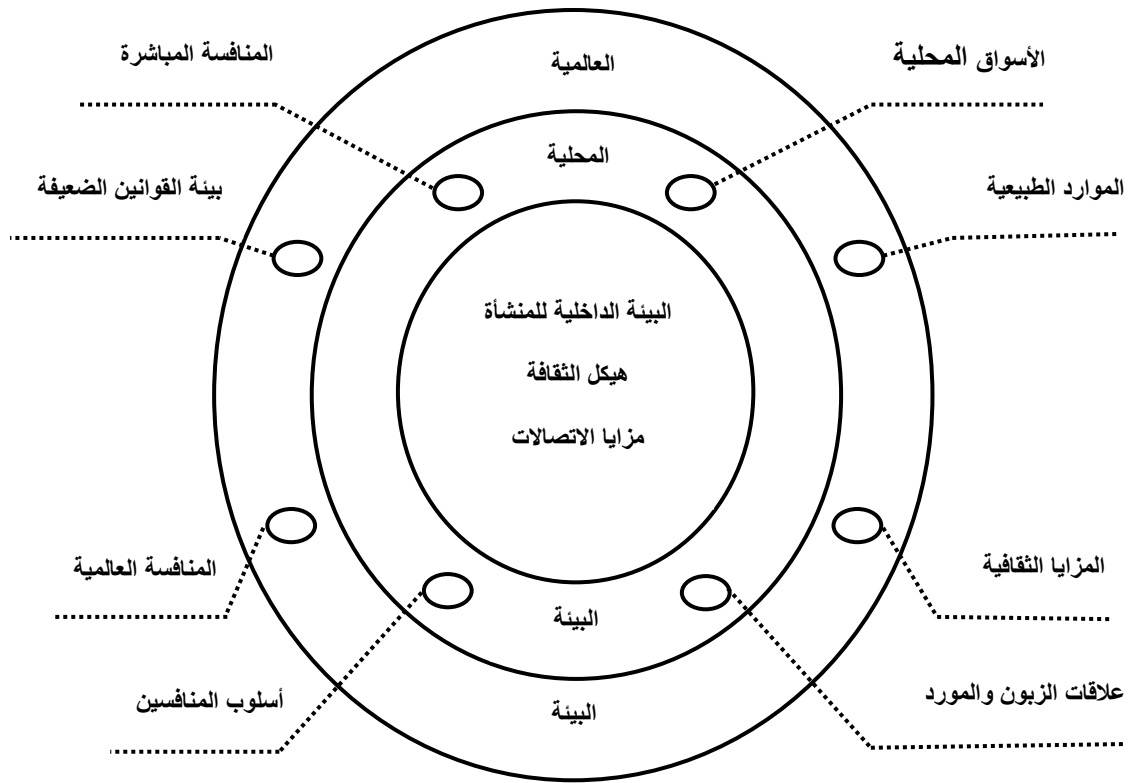 الأسواق المحلية
العالمية
المنافسة المباشرة
المحلية
الموارد الطبيعية
بيئة القوانين الضعيفة
البيئة الداخلية للمنشأة
هيكل الثقافة
مزايا الاتصالات
المزايا الثقافية
المنافسة العالمية
البيئة
علاقات الزبون والمورد
أسلوب المنافسين
البيئة